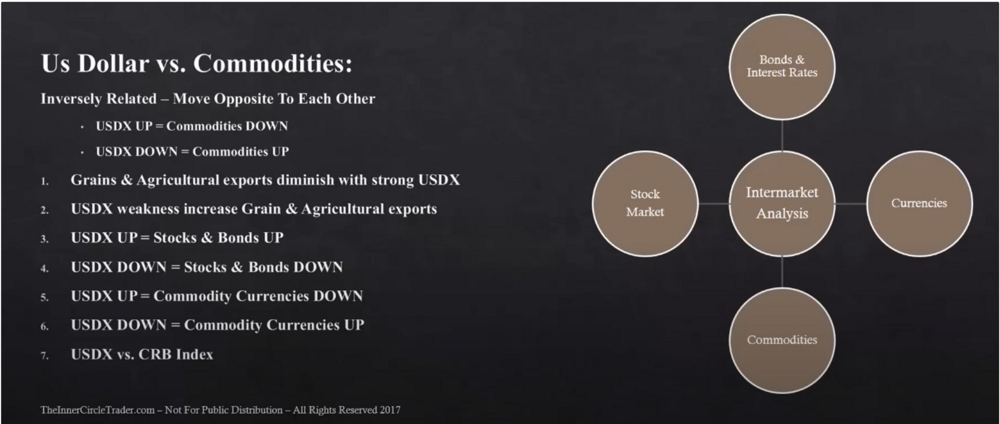 Us Dollar vs. Commodities:
Inversely Related – Move Opposite To Each Other
· USDX UP = Commodities DOWN
· USDX DOWN = Commodities UP
1. Grains & Agricultural exports diminish with strong USDX
2. USDX weakness increase Grain & Agricultural exports
3. USDX UP = Stocks & Bonds UP
4. USDX DOWN = Stocks & Bonds DOWN
5. USDX UP = Commodity Currencies DOWN
6. USDX DOWN = Commodity Currencies UP
7. USDX vs. CRB Index
TheInnerCircleTrader.com – Not For Public Distribution – All Rights Reserved 2017
Bonds &
Interest Rates
Stock
Market
Intermarket
Analysis
Currencies
Commodities